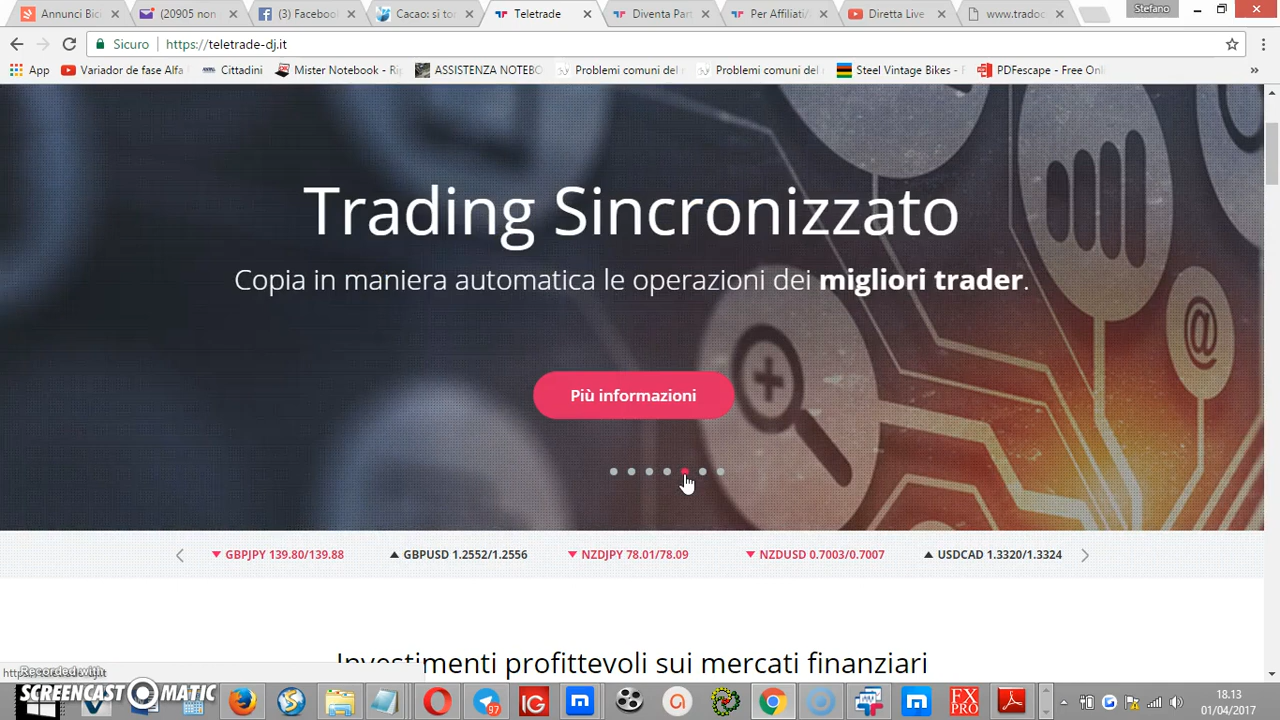 Annunci Bic
(20905 non
(3) Facebool
Cacao: si to
Teletrade
Diventa Part
Per Affiliati/
Diretta Live
www.tradoc
Stefano
Sicuro
https://teletrade-dj.it
App
Variador de fase Alfa
Cittadini
Mister Notebook - Rip
ASSISTENZA NOTEBO
Problemi comuni del
Problemi comuni del
Steel Vintage Bikes - F
PDFescape - Free Onl
»
Trading Sincronizzato
Copia in maniera automatica le operazioni dei migliori trader.
@
Più informazioni
GBPJPY 139.80/139.88
GBPUSD 1.2552/1.2556
NZDJPY 78.01/78.09
NZDUSD 0.7003/0.7007
USDCAD 1.3320/1.3324
Investimenti profittevoli sui mercati finanziari
Recorded with
SCREENCAST MATIC
97
IG
FX
PRO
18.13
01/04/2017